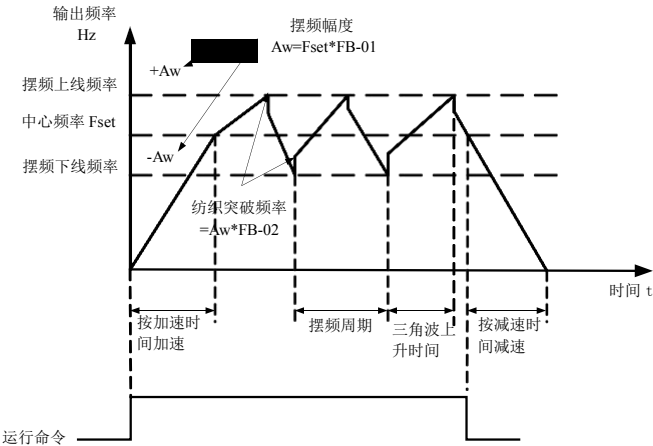 输出频率
Hz
摆频幅度
Aw=Fset*FB-01
+Aw
摆频上线频率
中心频率 Fset
-Aw
摆频下线频率
纺织突破频率
=Aw*FB-02
时间 t
按加速时
间加速
摆频周期
三角波上
升时间
按减速时
间减速
运行命令